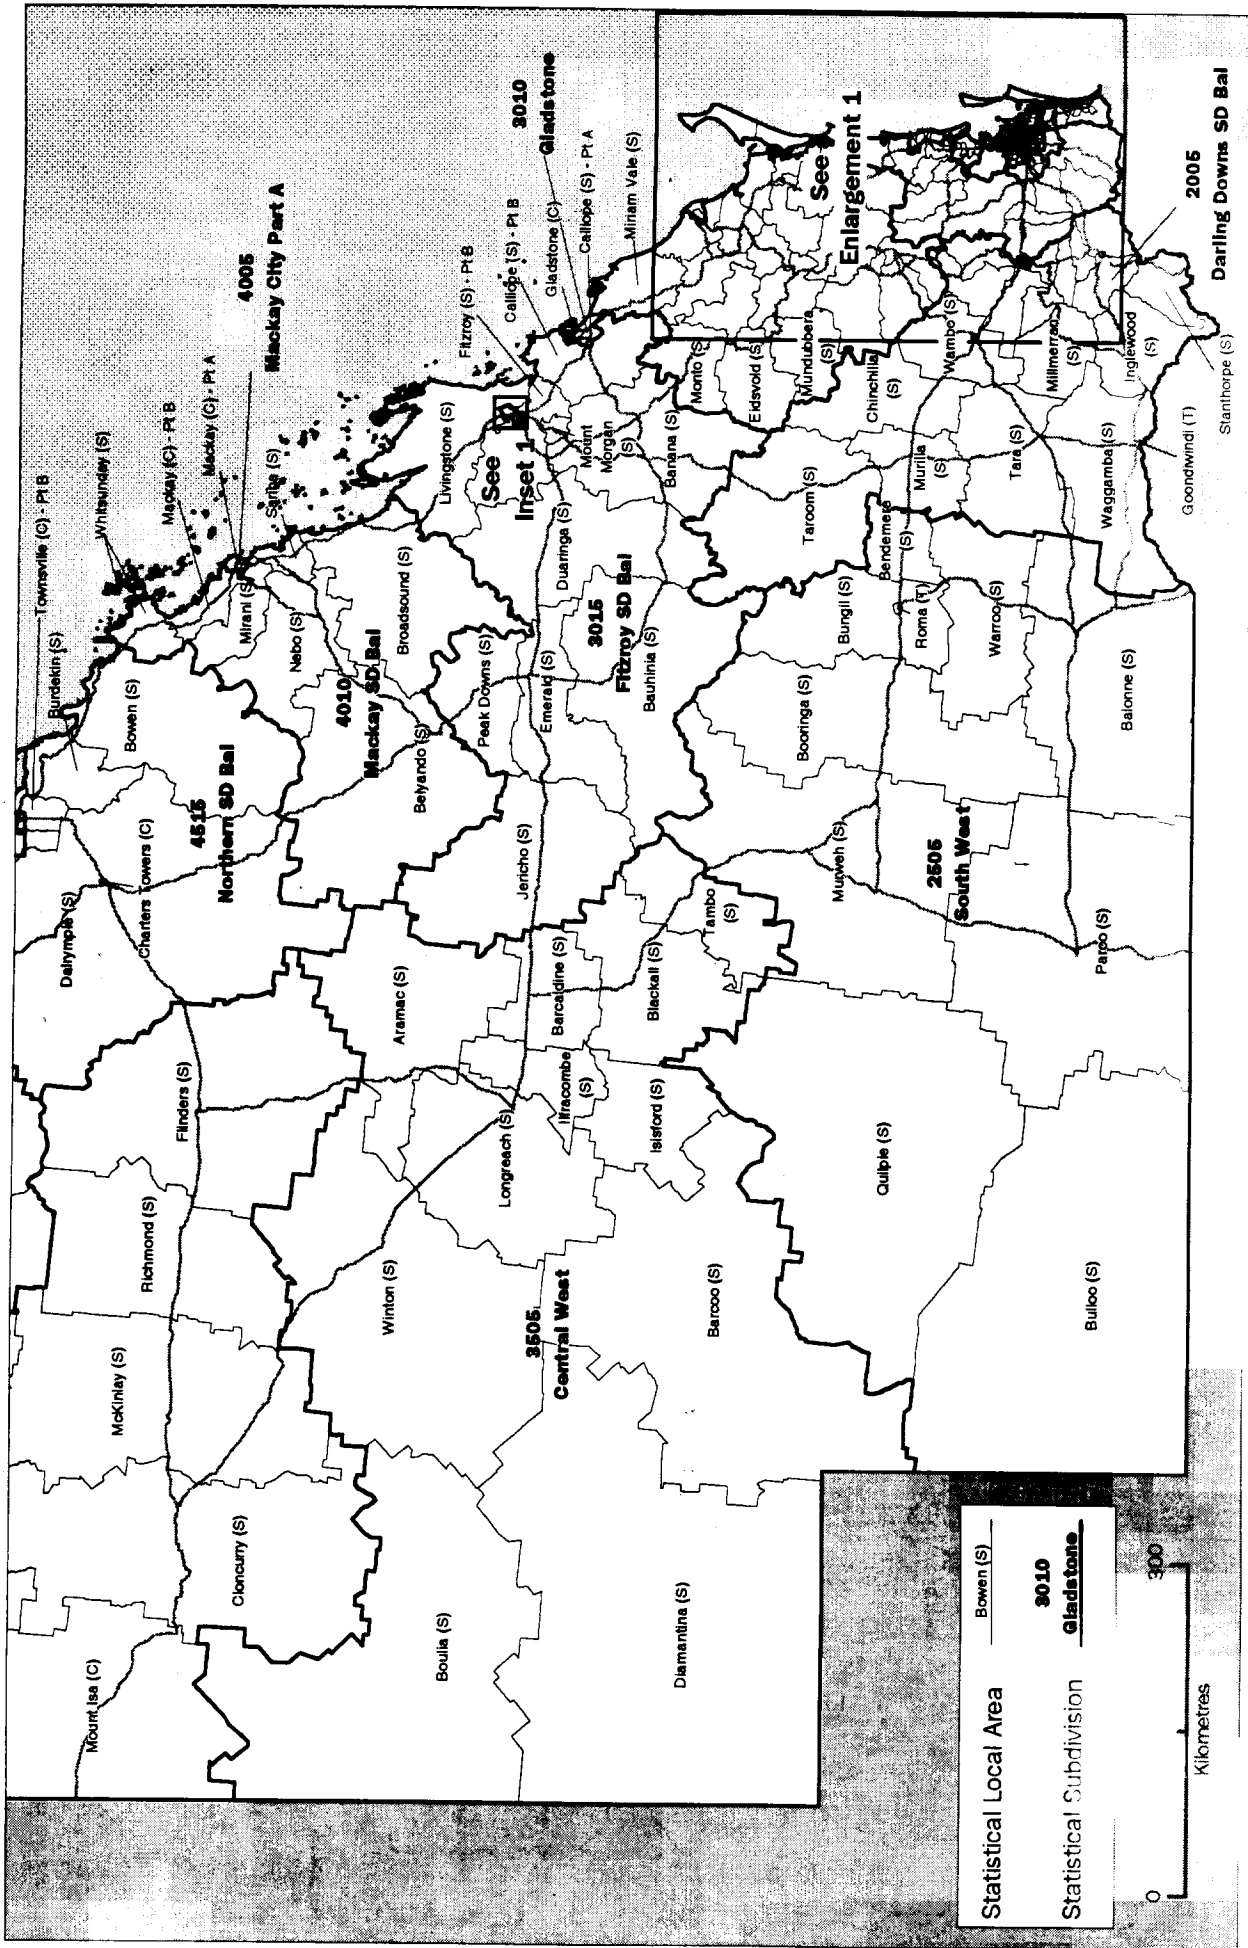 Townsville (C) - Pt B
Burdekin (S)
Whitsunday (S)
Mackay (C) - Pt B
Mackay (C) - Pt A
4005
Mackay City Part A
Sarina (S)
Bowen (S)
Mirani (S)
Nebo (S)
4515
Northern SD Bal
Charters Towers (C)
Dalrymple (S)
4010
Mackay SD Bal
Broadsound (S)
Belyando (S)
Peak Downs (S)
Livingstone (S)
See
Inset 1
Fitzroy (S) - Pt B
Calliope (S) - Pt B
Gladstone (C)
3010
Gladstone
Calliope (S) - Pt A
Miriam Vale (S)
Mount
Morgan
(S)
Banana (S)
Duaringa (S)
3015
Fitzroy SD Bal
Emerald (S)
Bauhinia (S)
Jericho (S)
See
Enlargement 1
Monto (S)
Eidsvold (S)
Mundubbera
(S)
Chinchilla
(S)
Wambo (S)
Millmerran
(S)
Inglewood
(S)
Stanthorpe (S)
2005
Darling Downs SD Bal
Goondiwindi (T)
Waggamba (S)
Tara (S)
Murilla
(S)
Taroom (S)
Bendemere
(S)
Bungil (S)
Roma (T)
Warroo (S)
Booringa (S)
Balonne (S)
Murweh (S)
2505
South West
Paroo (S)
Tambo
(S)
Blackall (S)
Barcaldine (S)
Aramac (S)
Ilfracombe
(S)
Isisford (S)
Longreach (S)
Flinders (S)
Richmond (S)
McKinlay (S)
Winton (S)
3505
Central West
Barcoo (S)
Quilpie (S)
Bulloo (S)
Cloncurry (S)
Mount Isa (C)
Boulia (S)
Diamantina (S)
Statistical Local Area
Bowen (S)
Statistical Subdivision
3010
Gladstone
0
300
Kilometres